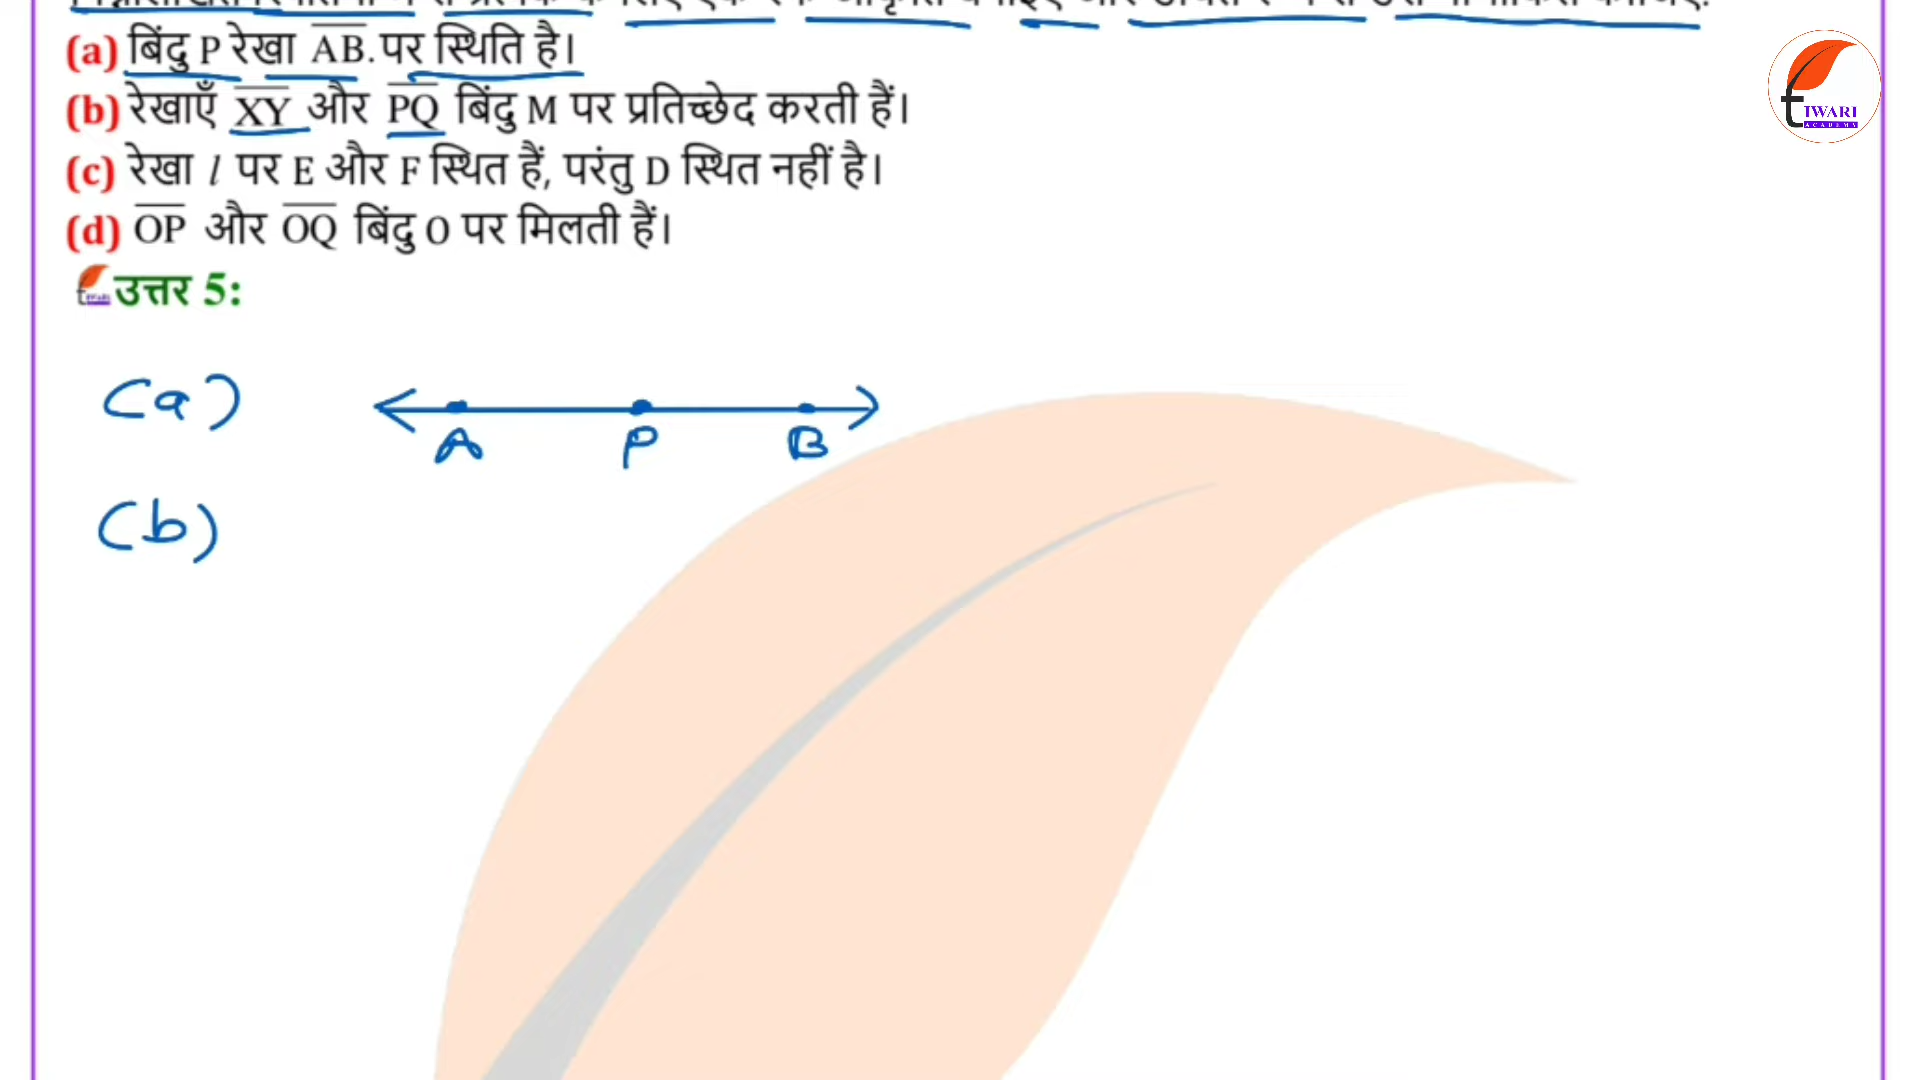 (a) बिंदु P रेखा AB. पर स्थिति है।
(b) रेखाएँ XY और PQ बिंदु M पर प्रतिच्छेद करती हैं।
(c) रेखा l पर E और F स्थित हैं, परंतु D स्थित नहीं है।
(d) OP और OQ बिंदु O पर मिलती हैं।
उत्तर 5:
(a)
A P B
(b)
TIWARI
ACADEMY